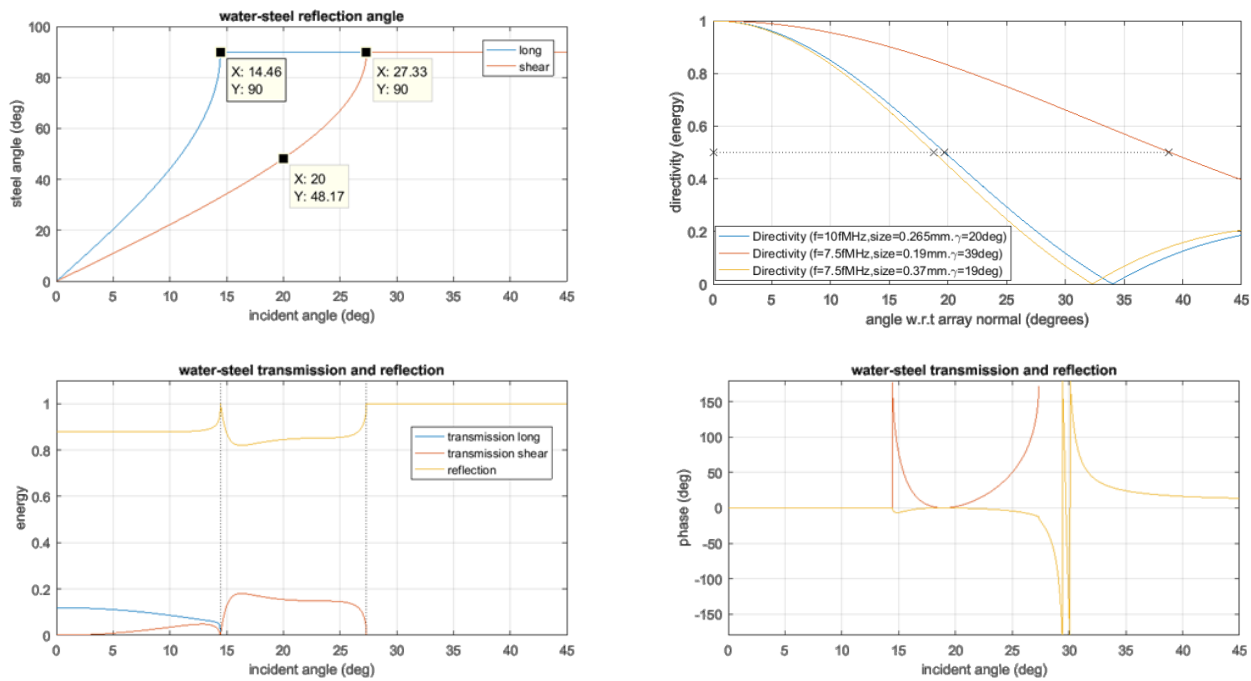 water-steel reflection angle
100
80
60
40
20
0
steel angle (deg)
long
shear
X: 14.46
Y: 90
X: 27.33
Y: 90
X: 20
Y: 48.17
0 5 10 15 20 25 30 35 40 45
incident angle (deg)
1
0.8
0.6
0.4
0.2
0
directivity (energy)
Directivity (f=10fMHz,size=0.265mm.γ=20deg)
Directivity (f=7.5fMHz,size=0.19mm.γ=39deg)
Directivity (f=7.5fMHz,size=0.37mm.γ=19deg)
0 5 10 15 20 25 30 35 40 45
angle w.r.t array normal (degrees)
water-steel transmission and reflection
1
0.8
0.6
0.4
0.2
0
energy
transmission long
transmission shear
reflection
0 5 10 15 20 25 30 35 40 45
incident angle (deg)
water-steel transmission and reflection
150
100
50
0
-50
-100
-150
phase (deg)
0 5 10 15 20 25 30 35 40 45
incident angle (deg)